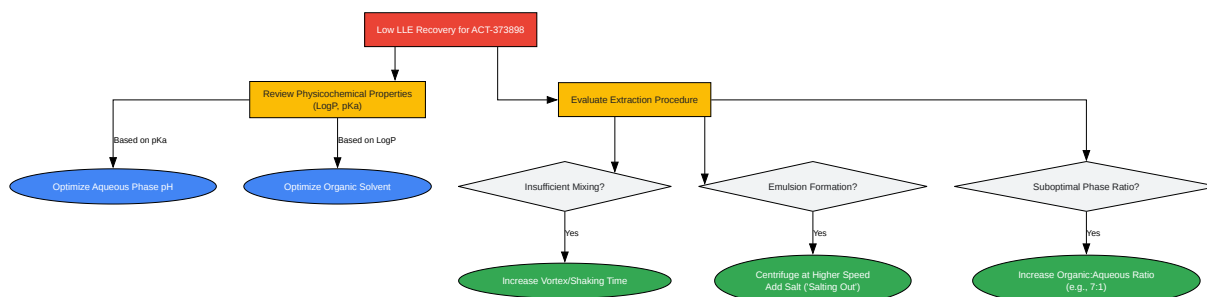 Low LLE Recovery for ACT-373898
Review Physicochemical Properties
(LogP, pKa)
Evaluate Extraction Procedure
Based on pKa
Based on LogP
Optimize Aqueous Phase pH
Optimize Organic Solvent
Insufficient Mixing?
Emulsion Formation?
Suboptimal Phase Ratio?
Yes
Yes
Yes
Increase Vortex/Shaking Time
Centrifuge at Higher Speed
Add Salt ('Salting Out')
Increase Organic:Aqueous Ratio
(e.g., 7:1)